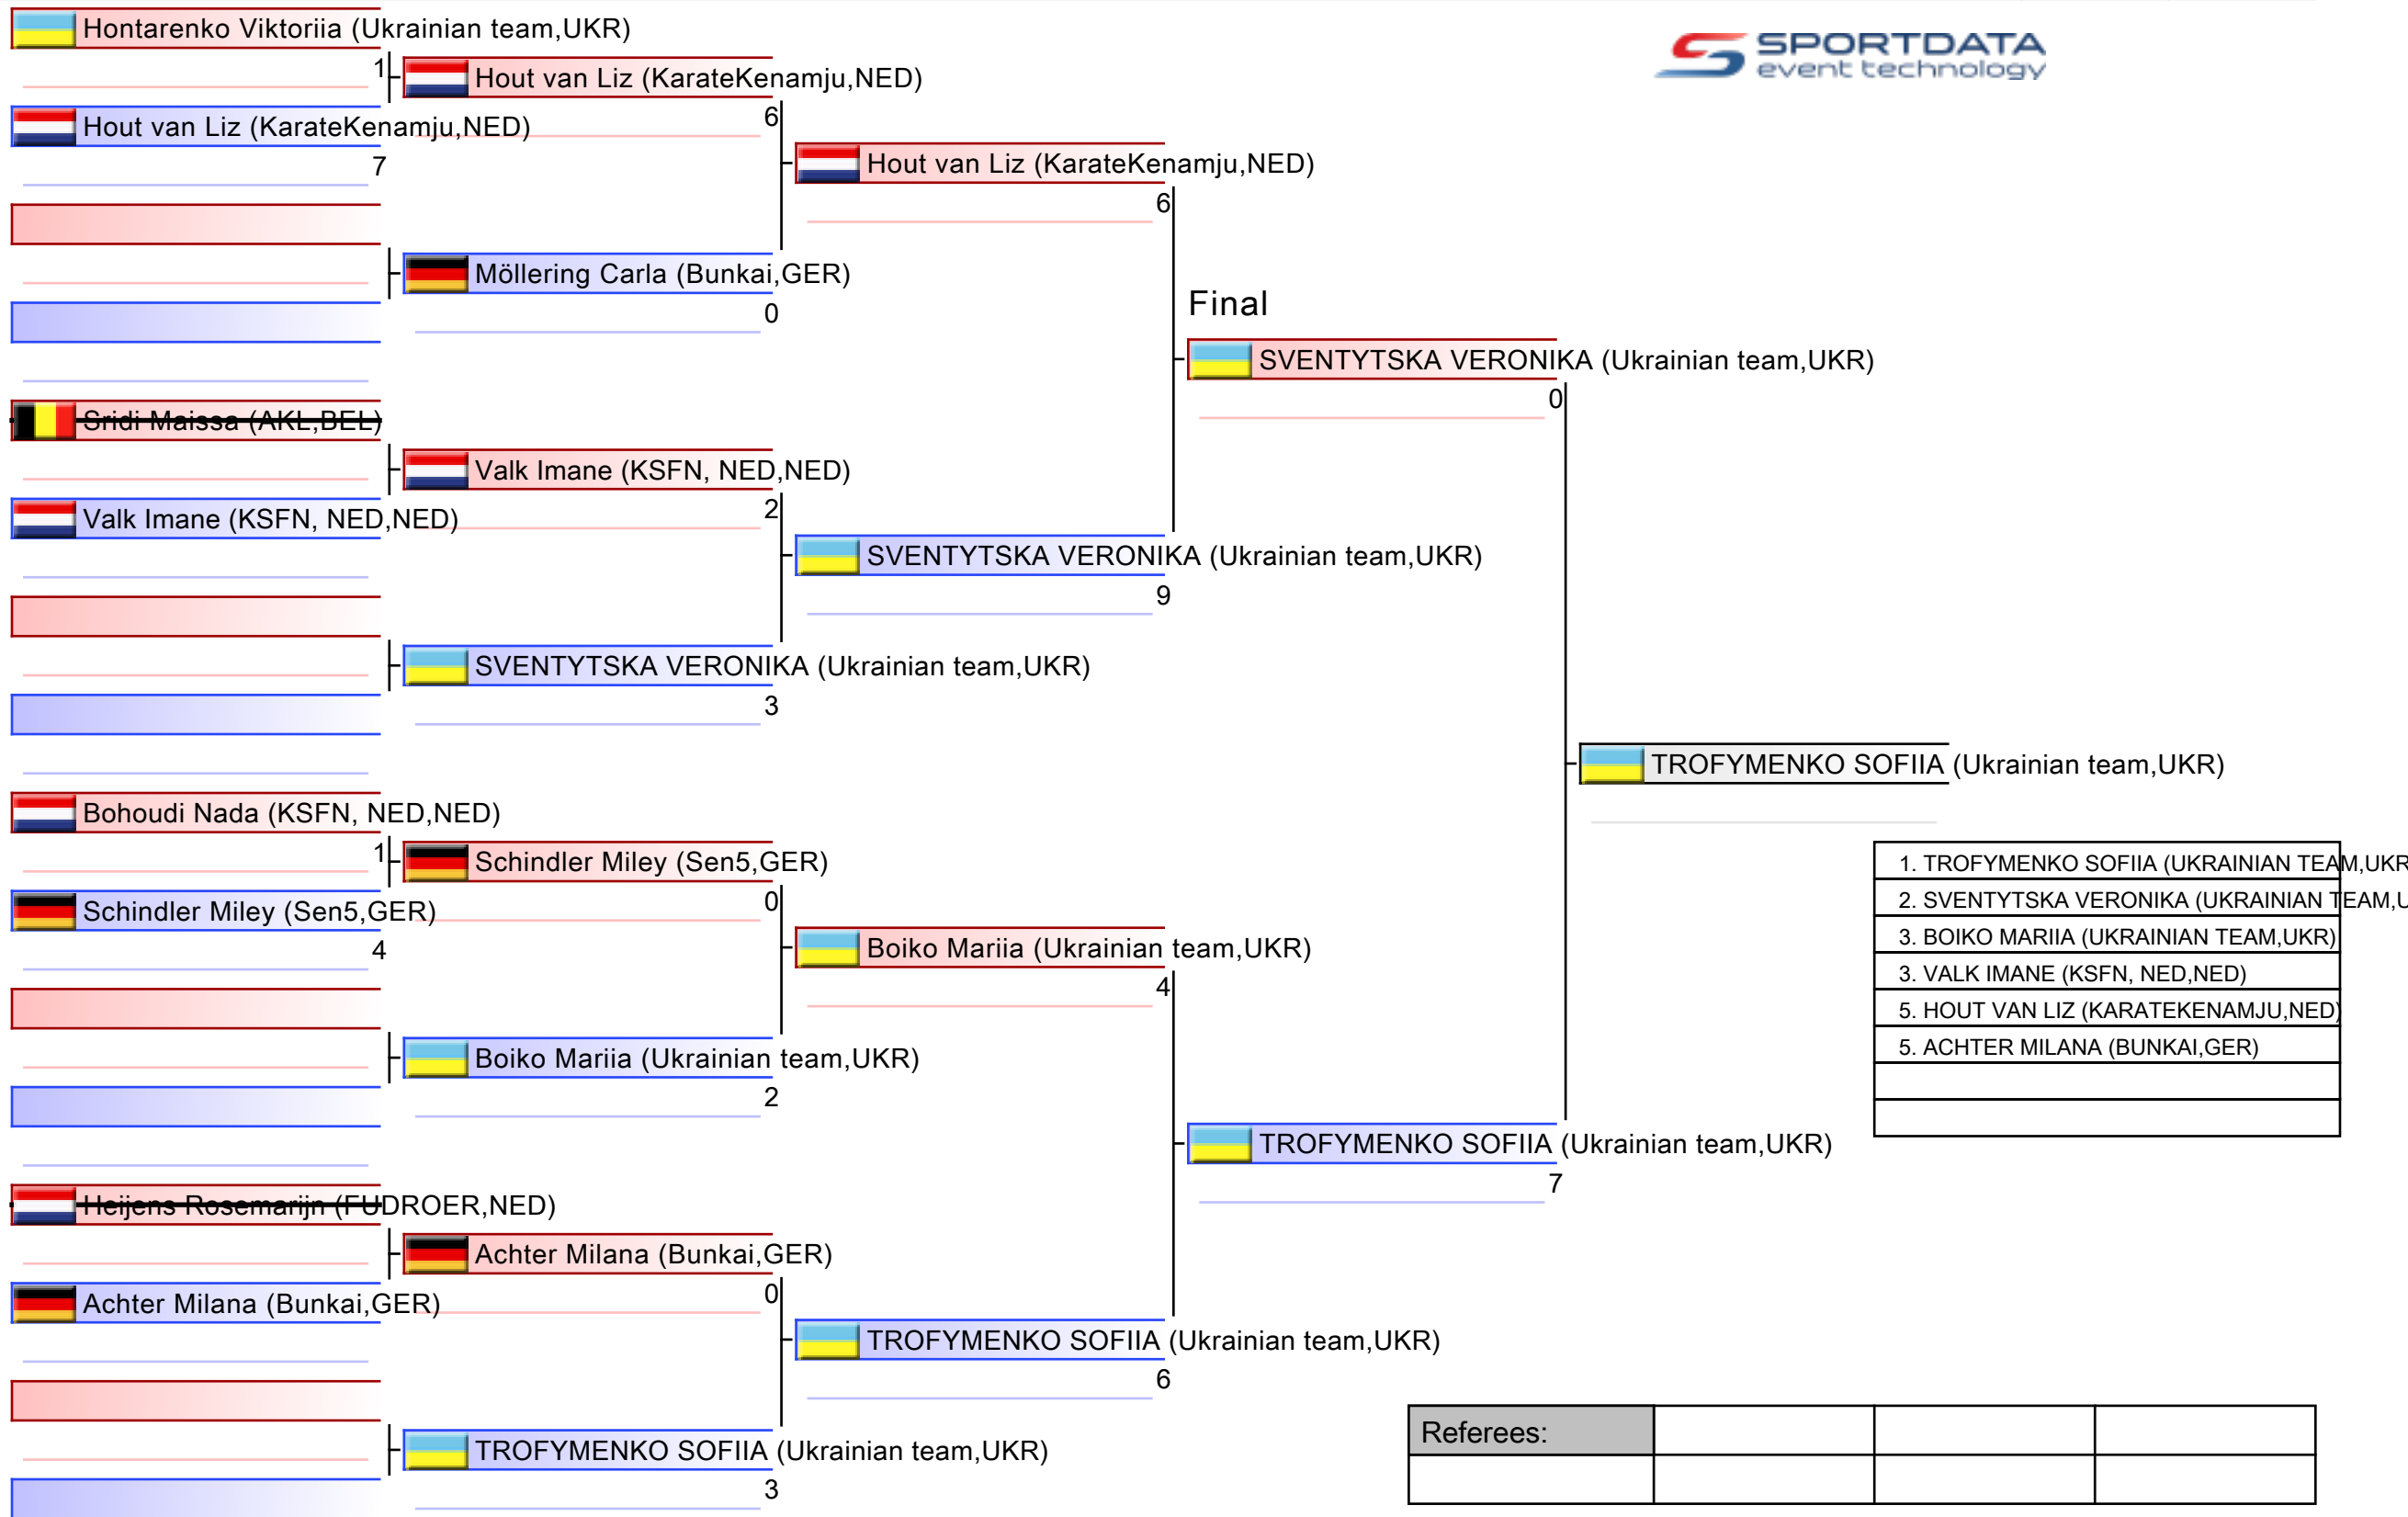 SPORTDATA
event technology
Hontarenko Viktoriia (Ukrainian team,UKR)
1
Hout van Liz (KarateKenamju,NED)
7
Sridi Maissa (AKL,BEL)
Valk Imane (KSFN, NED,NED)
Bohoudi Nada (KSFN, NED,NED)
1
Schindler Miley (Sen5,GER)
4
Heijens Rosemarijn (FUDROER,NED)
Achter Milana (Bunkai,GER)
Hout van Liz (KarateKenamju,NED)
6
Möllering Carla (Bunkai,GER)
0
Valk Imane (KSFN, NED,NED)
2
SVENTYTSKA VERONIKA (Ukrainian team,UKR)
3
Schindler Miley (Sen5,GER)
0
Boiko Mariia (Ukrainian team,UKR)
2
Achter Milana (Bunkai,GER)
0
TROFYMENKO SOFIIA (Ukrainian team,UKR)
3
Hout van Liz (KarateKenamju,NED)
6
SVENTYTSKA VERONIKA (Ukrainian team,UKR)
9
Boiko Mariia (Ukrainian team,UKR)
4
TROFYMENKO SOFIIA (Ukrainian team,UKR)
6
Final
SVENTYTSKA VERONIKA (Ukrainian team,UKR)
0
TROFYMENKO SOFIIA (Ukrainian team,UKR)
7
TROFYMENKO SOFIIA (Ukrainian team,UKR)
1. TROFYMENKO SOFIIA (UKRAINIAN TEAM,UKR
2. SVENTYTSKA VERONIKA (UKRAINIAN TEAM,U
3. BOIKO MARIIA (UKRAINIAN TEAM,UKR)
3. VALK IMANE (KSFN, NED,NED)
5. HOUT VAN LIZ (KARATEKENAMJU,NED)
5. ACHTER MILANA (BUNKAI,GER)
Referees: